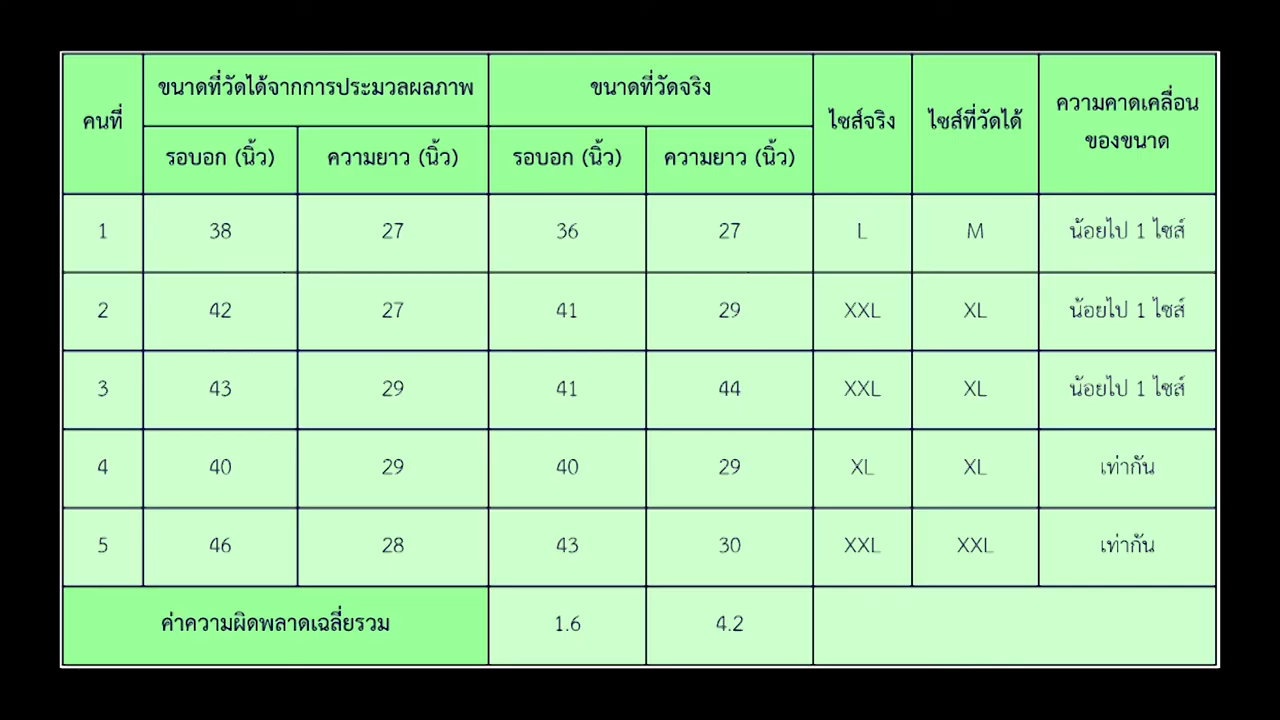 คนที่ ขนาดที่วัดได้จากการประมวลผลภาพ ขนาดที่วัดจริง ไซส์จริง ไซส์ที่วัดได้ ความคาดเคลื่อน
ของขนาด
รอบอก (นิ้ว) ความยาว (นิ้ว) รอบอก (นิ้ว) ความยาว (นิ้ว)
1 38 27 36 27 L M น้อยไป 1 ไซส์
2 42 27 41 29 XXL XL น้อยไป 1 ไซส์
3 43 29 41 44 XXL XL น้อยไป 1 ไซส์
4 40 29 40 29 XL XL เท่ากัน
5 46 28 43 30 XXL XXL เท่ากัน
ค่าความผิดพลาดเฉลี่ยรวม 1.6 4.2